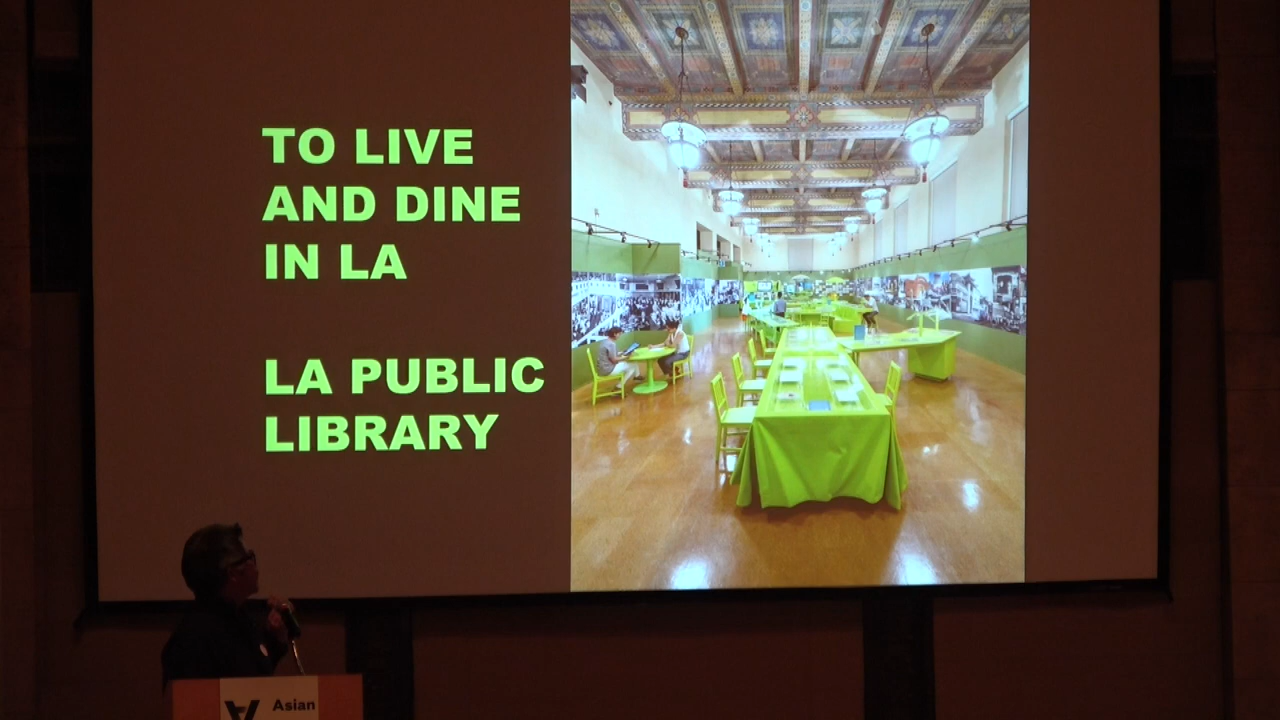 TO LIVE
AND DINE
IN LA
LA PUBLIC
LIBRARY
Asian